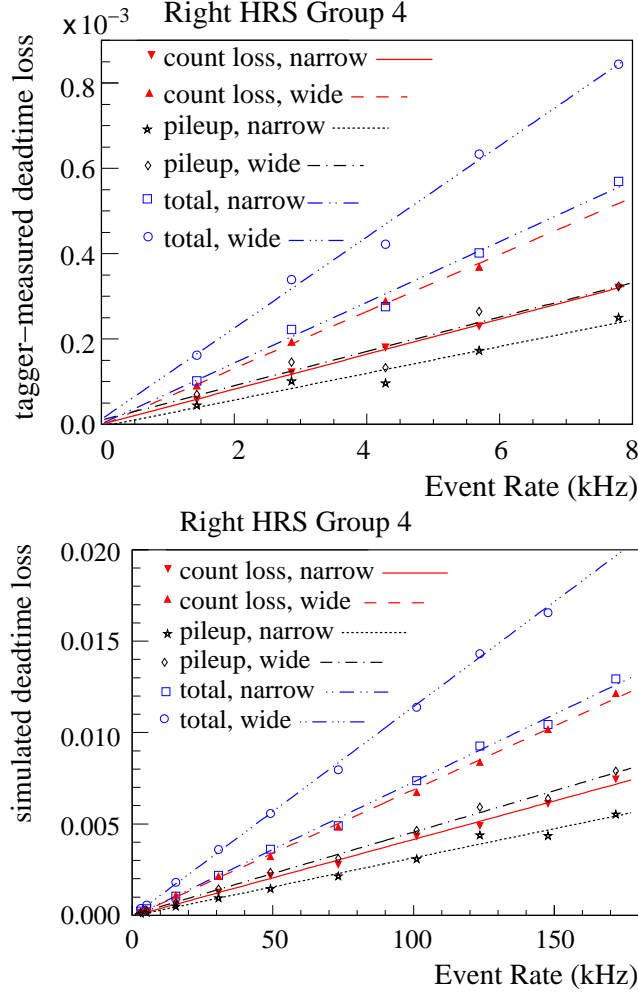 ×10⁻³
Right HRS Group 4
tagger−measured deadtime loss
0.8
0.6
0.4
0.2
0.0
count loss, narrow
count loss, wide
pileup, narrow
pileup, wide
total, narrow
total, wide
0 2 4 6 8
Event Rate (kHz)
Right HRS Group 4
simulated deadtime loss
0.020
0.015
0.010
0.005
0.000
count loss, narrow
count loss, wide
pileup, narrow
pileup, wide
total, narrow
total, wide
0 50 100 150
Event Rate (kHz)